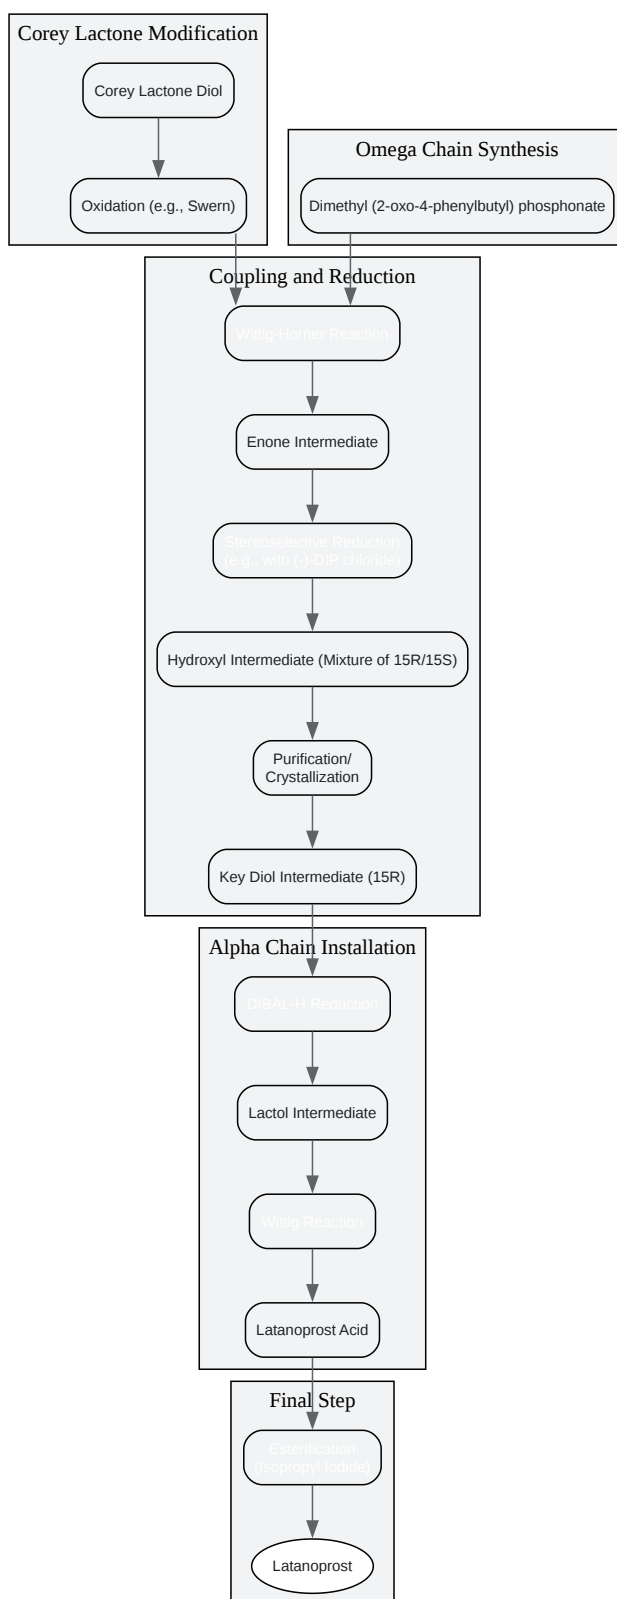 Corey Lactone Modification
Corey Lactone Diol
Oxidation (e.g., Swern)
Omega Chain Synthesis
Dimethyl (2-oxo-4-phenylbutyl) phosphonate
Coupling and Reduction
Wittig-Horner Reaction
Enone Intermediate
Stereoselective Reduction
(e.g., with (-)-DIP chloride)
Hydroxyl Intermediate (Mixture of 15R/15S)
Purification/
Crystallization
Key Diol Intermediate (15R)
Alpha Chain Installation
DIBAL-H Reduction
Lactol Intermediate
Wittig Reaction
Latanoprost Acid
Final Step
Esterification
(Isopropyl Iodide)
Latanoprost